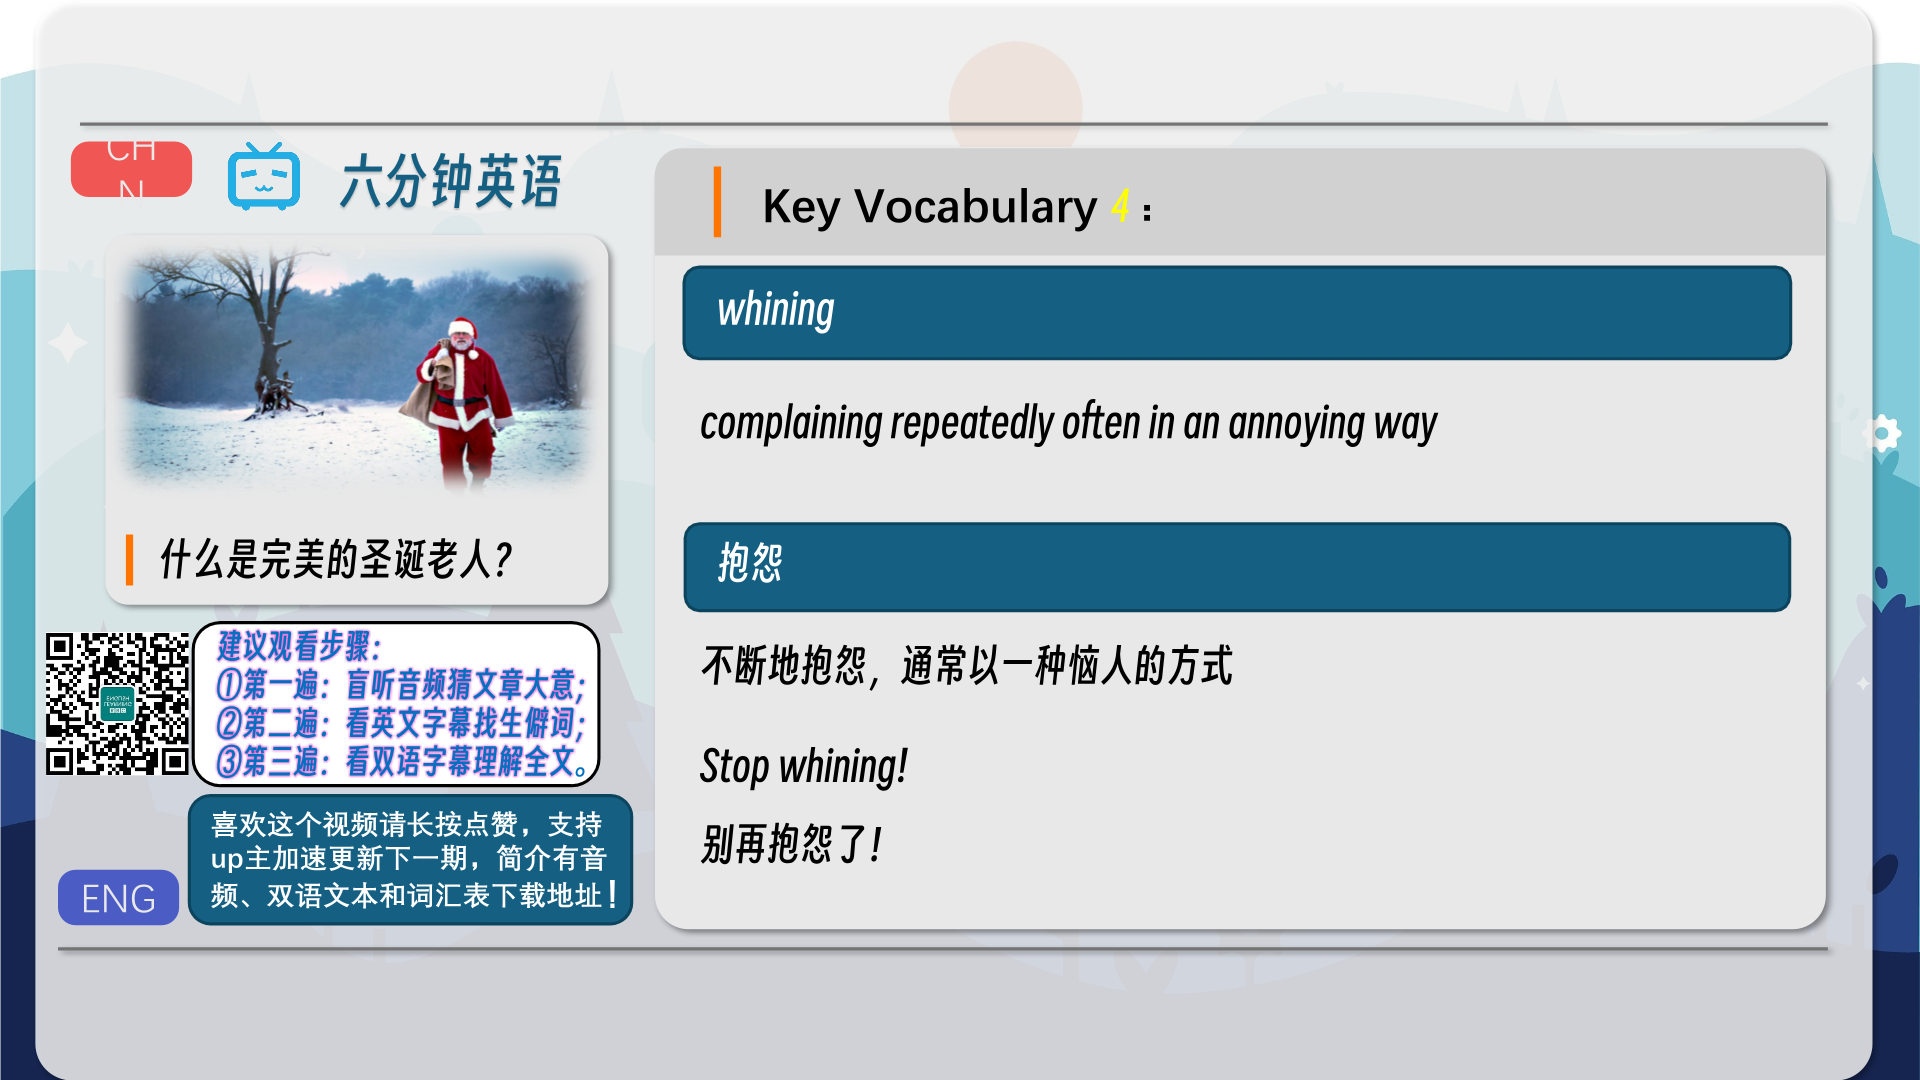 CH
N
六分钟英语
什么是完美的圣诞老人?
建议观看步骤:
①第一遍: 盲听音频猜文章大意;
②第二遍: 看英文字幕找生僻词;
③第三遍: 看双语字幕理解全文。
喜欢这个视频请长按点赞，支持
up主加速更新下一期，简介有音
频、双语文本和词汇表下载地址！
ENG
Key Vocabulary 4：
whining
complaining repeatedly often in an annoying way
抱怨
不断地抱怨，通常以一种恼人的方式
Stop whining!
别再抱怨了!